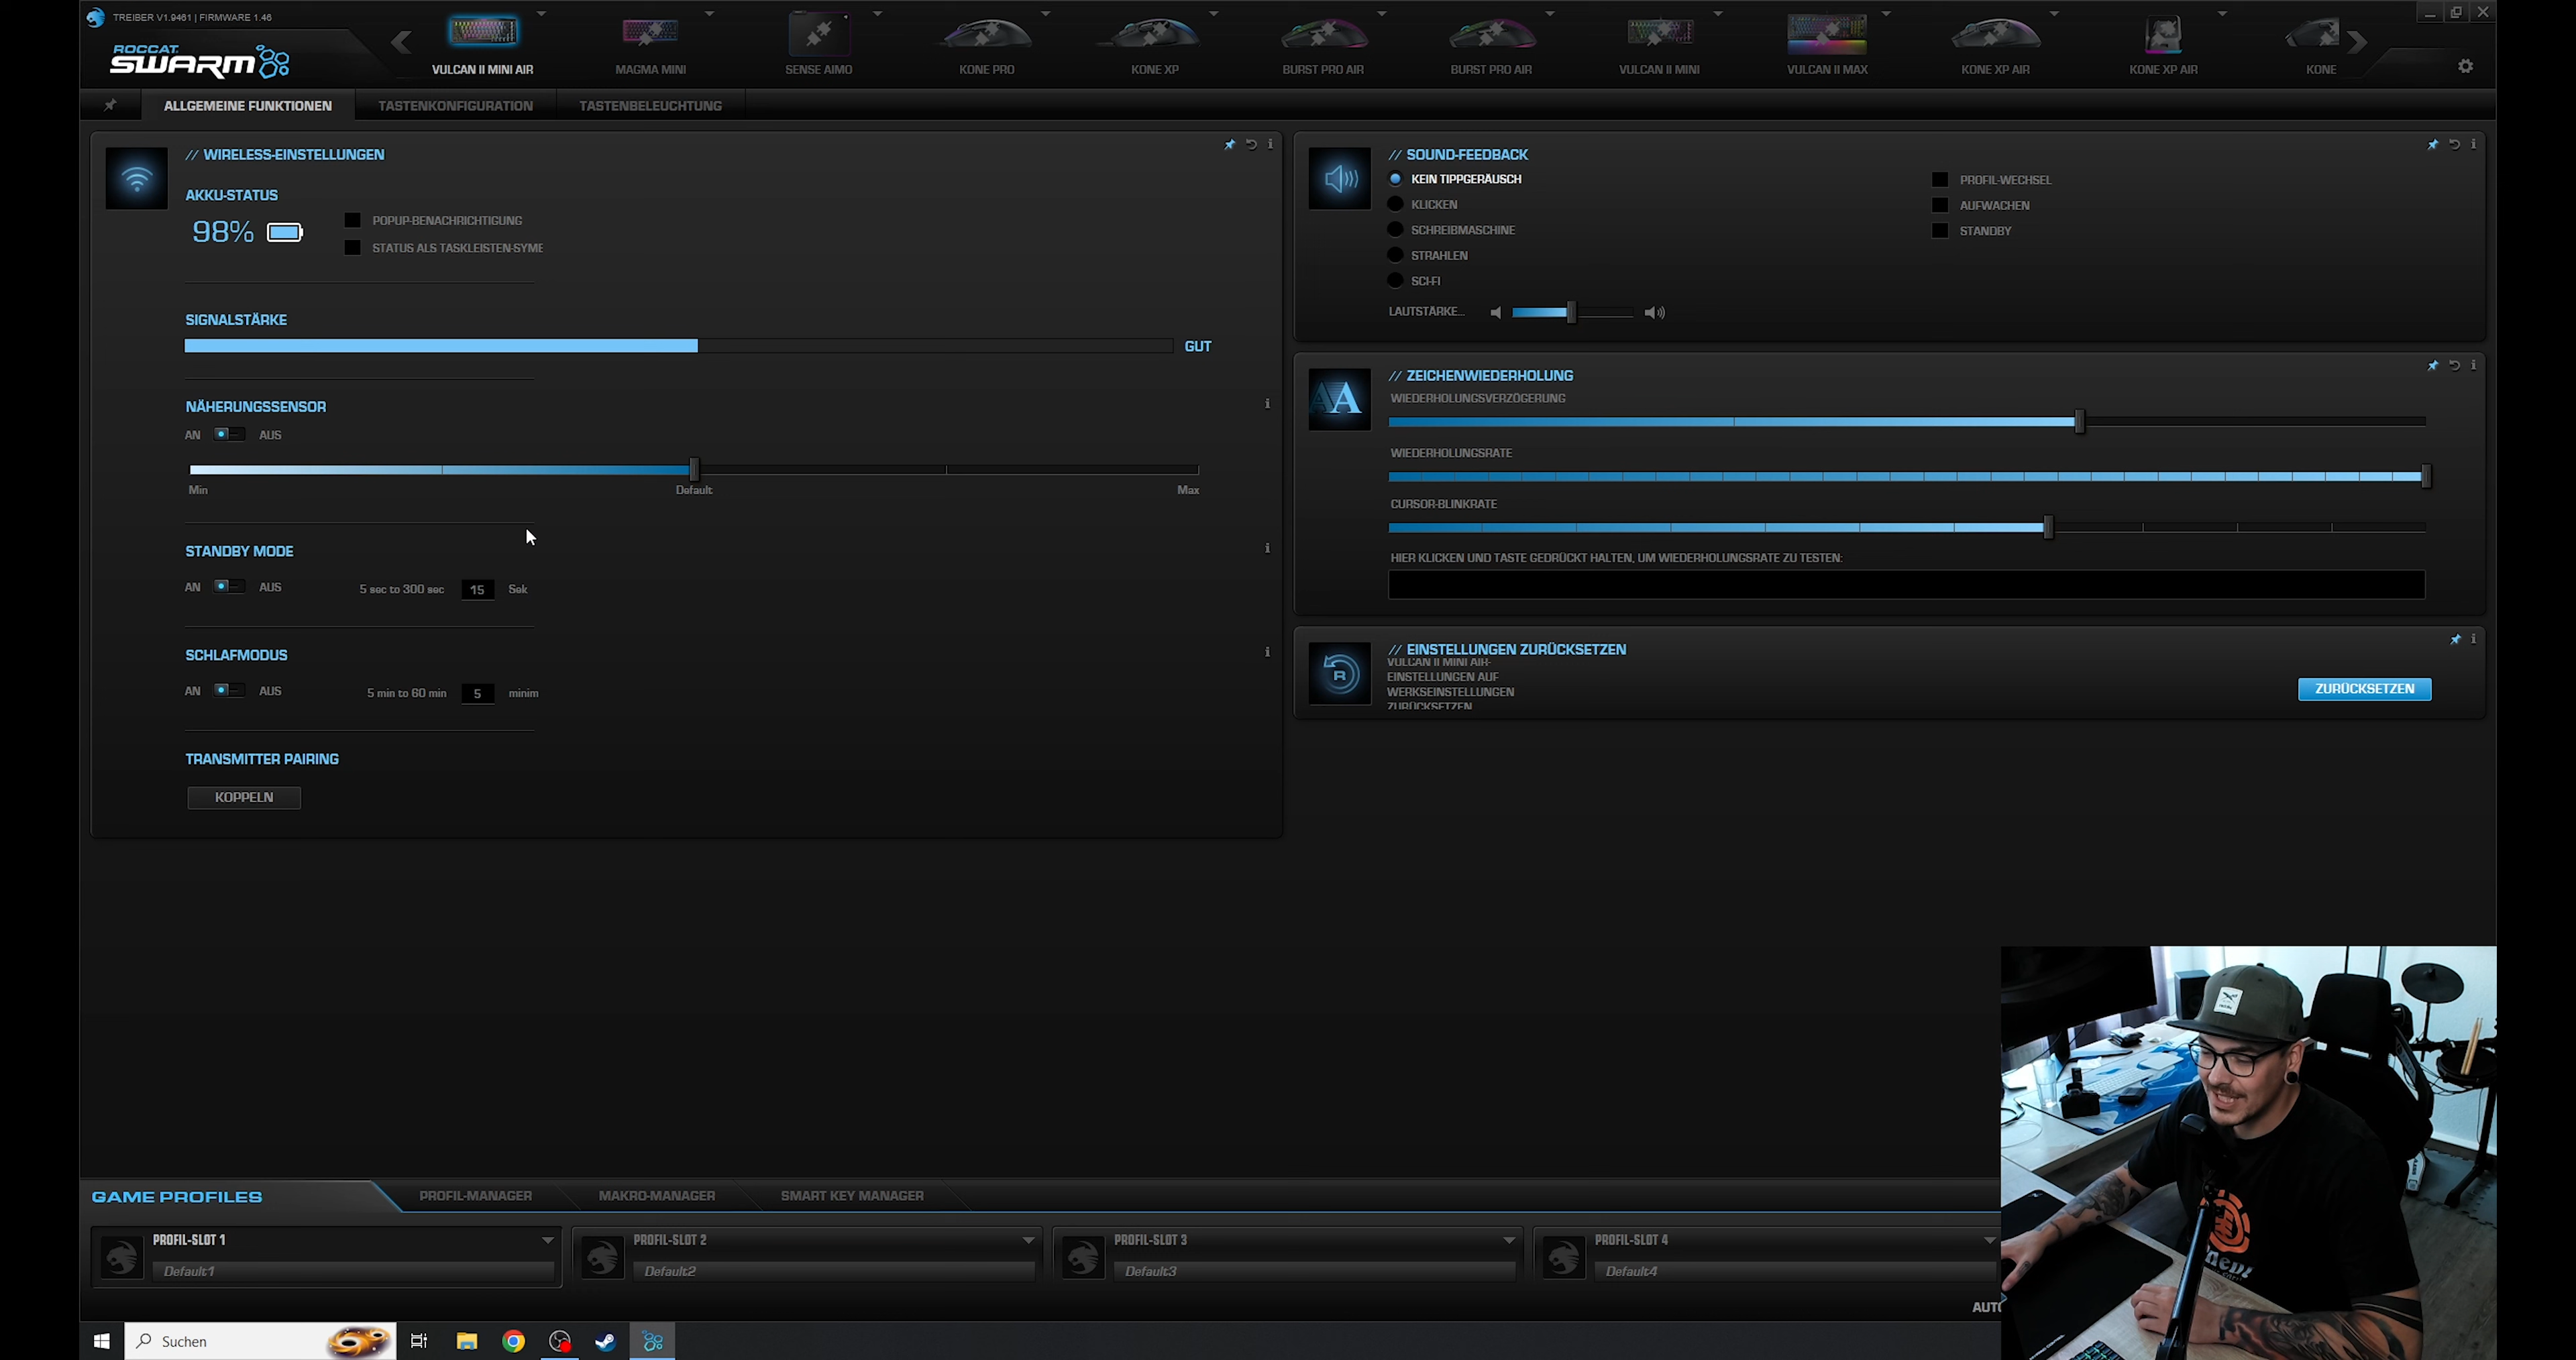 TREIBER V1.9461 | FIRMWARE 1.46
ROCCAT
SWARM
VULCAN II MINI AIR
MAGMA MINI
SENSE AIMO
KONE PRO
KONE XP
BURST PRO AIR
BURST PRO AIR
VULCAN II MINI
VULCAN II MAX
KONE XP AIR
KONE XP AIR
KONE
ALLGEMEINE FUNKTIONEN
TASTENKONFIGURATION
TASTENBELEUCHTUNG
// WIRELESS-EINSTELLUNGEN
AKKU-STATUS
98%
POPUP-BENACHRICHTIGUNG
STATUS ALS TASKLEISTEN-SYME
SIGNALSTÄRKE
GUT
NÄHERUNGSSENSOR
AN AUS
Min Default Max
STANDBY MODE
AN AUS 5 sec to 300 sec 15 Sek
SCHLAFMODUS
AN AUS 5 min to 60 min 5 minim
TRANSMITTER PAIRING
KOPPELN
// SOUND-FEEDBACK
KEIN TIPPGERÄUSCH
KLICKEN
SCHREIBMASCHINE
STRAHLEN
SCI-FI
PROFIL-WECHSEL
AUFWACHEN
STANDBY
LAUTSTÄRKE...
// ZEICHENWIEDERHOLUNG
WIEDERHOLUNGSVERZÖGERUNG
WIEDERHOLUNGSRATE
CURSOR-BLINKRATE
HIER KLICKEN UND TASTE GEDRÜCKT HALTEN, UM WIEDERHOLUNGSRATE ZU TESTEN:
// EINSTELLUNGEN ZURÜCKSETZEN
VULCAN II MINI AIR-
EINSTELLUNGEN AUF
WERKSEINSTELLUNGEN
ZURÜCKSETZEN
ZURÜCKSETZEN
GAME PROFILES
PROFIL-MANAGER
MAKRO-MANAGER
SMART KEY MANAGER
PROFIL-SLOT 1
Default1
PROFIL-SLOT 2
Default2
PROFIL-SLOT 3
Default3
PROFIL-SLOT 4
Default4
AUTO
Suchen